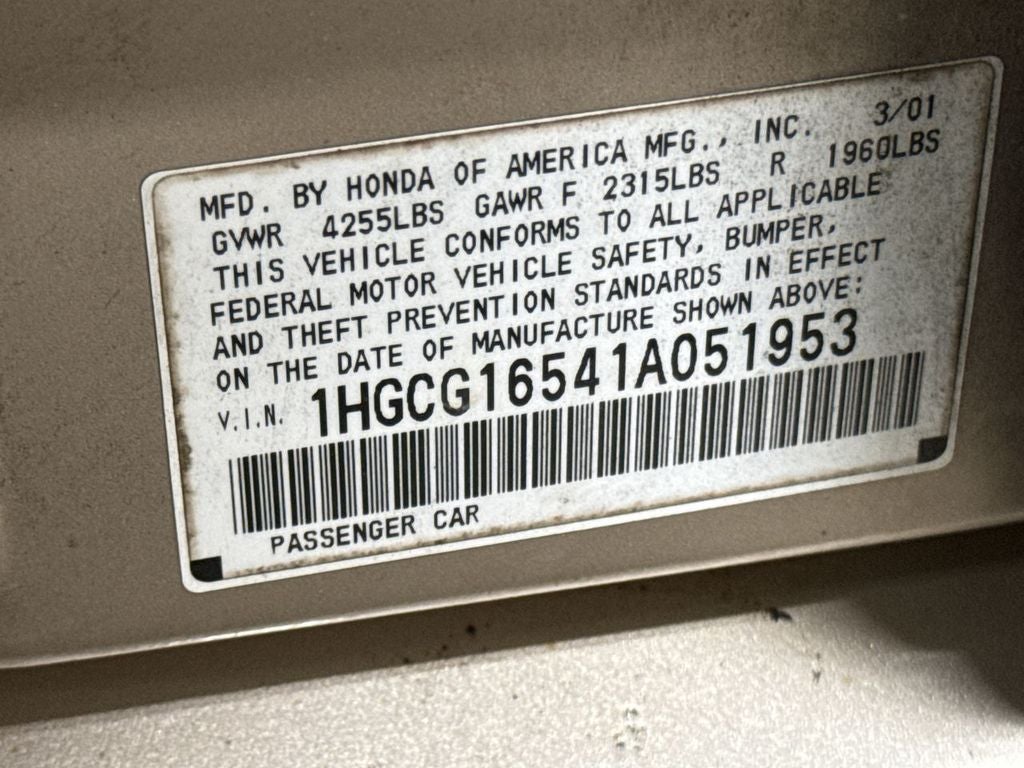 MFD. BY HONDA OF AMERICA MFG., INC. 3/01
GVWR 4255LBS GAWR F 2315LBS R 1960LBS
THIS VEHICLE CONFORMS TO ALL APPLICABLE
FEDERAL MOTOR VEHICLE SAFETY, BUMPER,
AND THEFT PREVENTION STANDARDS IN EFFECT
ON THE DATE OF MANUFACTURE SHOWN ABOVE:
V.I.N. 1HGCG16541A051953
PASSENGER CAR